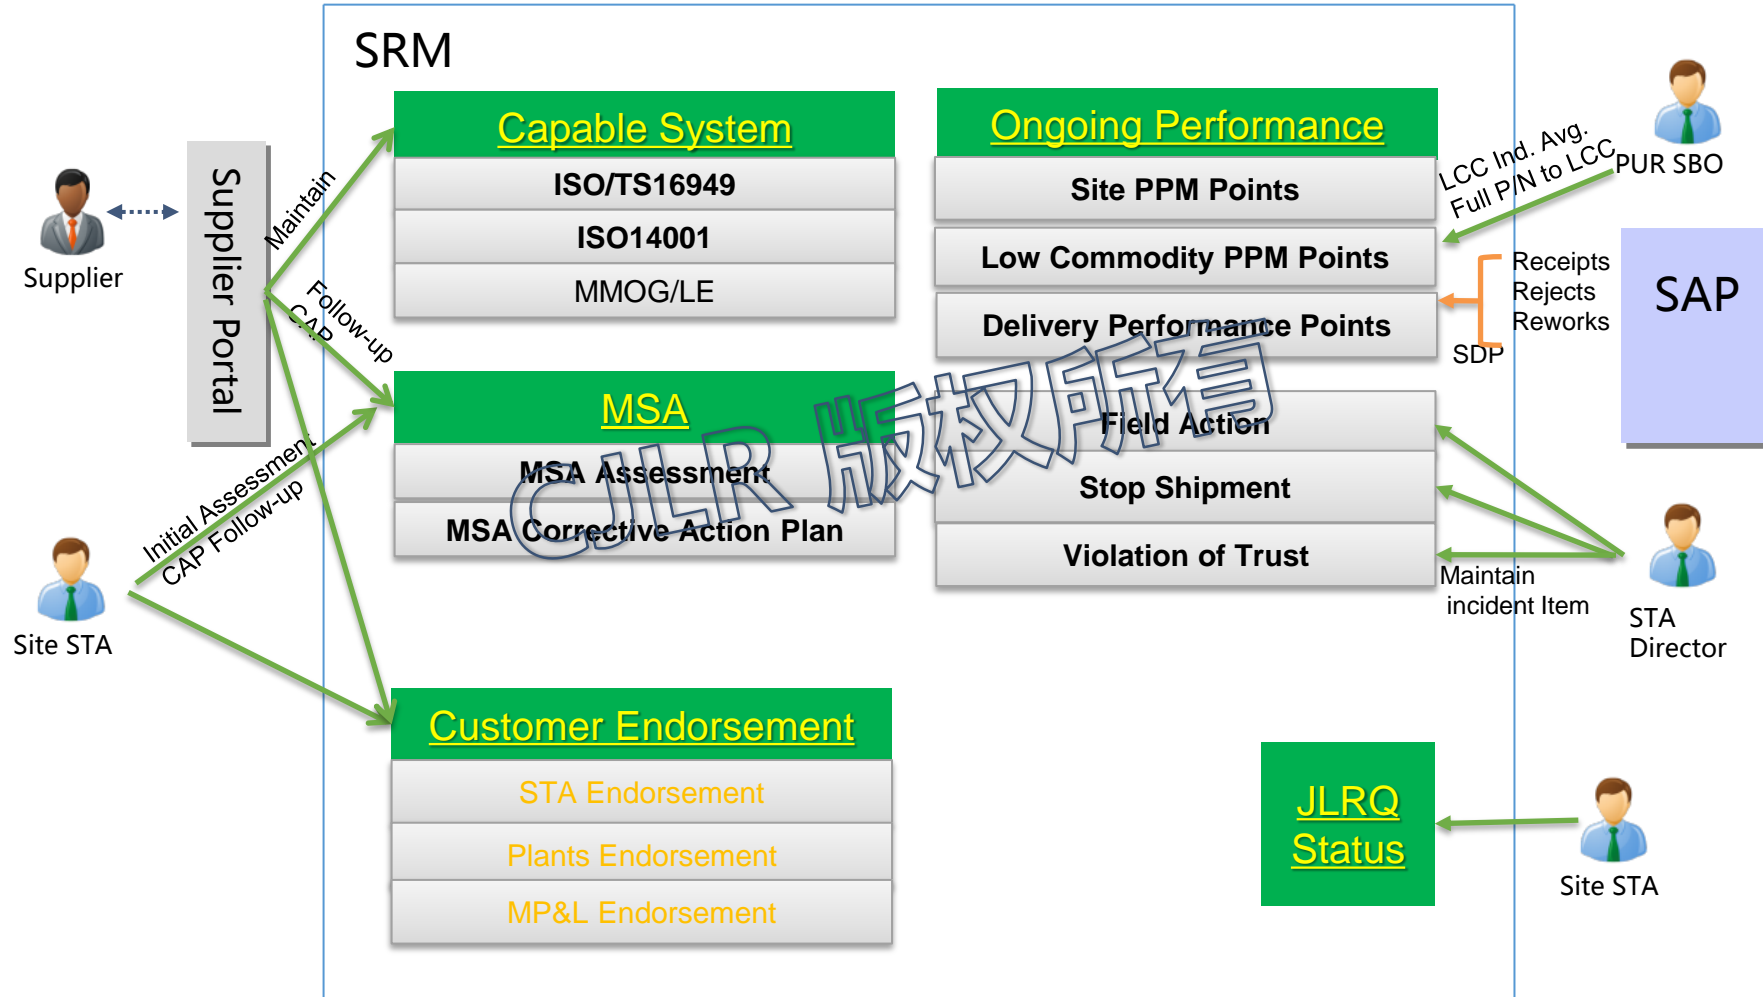 SRM
Supplier
Supplier Portal
Maintain
Follow-up
CAP
Initial Assessment
CAP Follow-up
Site STA
Capable System
ISO/TS16949
ISO14001
MMOG/LE
MSA
MSA Assessment
MSA Corrective Action Plan
Customer Endorsement
STA Endorsement
Plants Endorsement
MP&L Endorsement
Ongoing Performance
Site PPM Points
Low Commodity PPM Points
Delivery Performance Points
Field Action
Stop Shipment
Violation of Trust
CJLR 版权所有
LCC Ind. Avg.
Full P/N to LCC
PUR SBO
Receipts
Rejects
Reworks
SDP
SAP
Maintain
incident Item
STA
Director
JLRQ
Status
Site STA